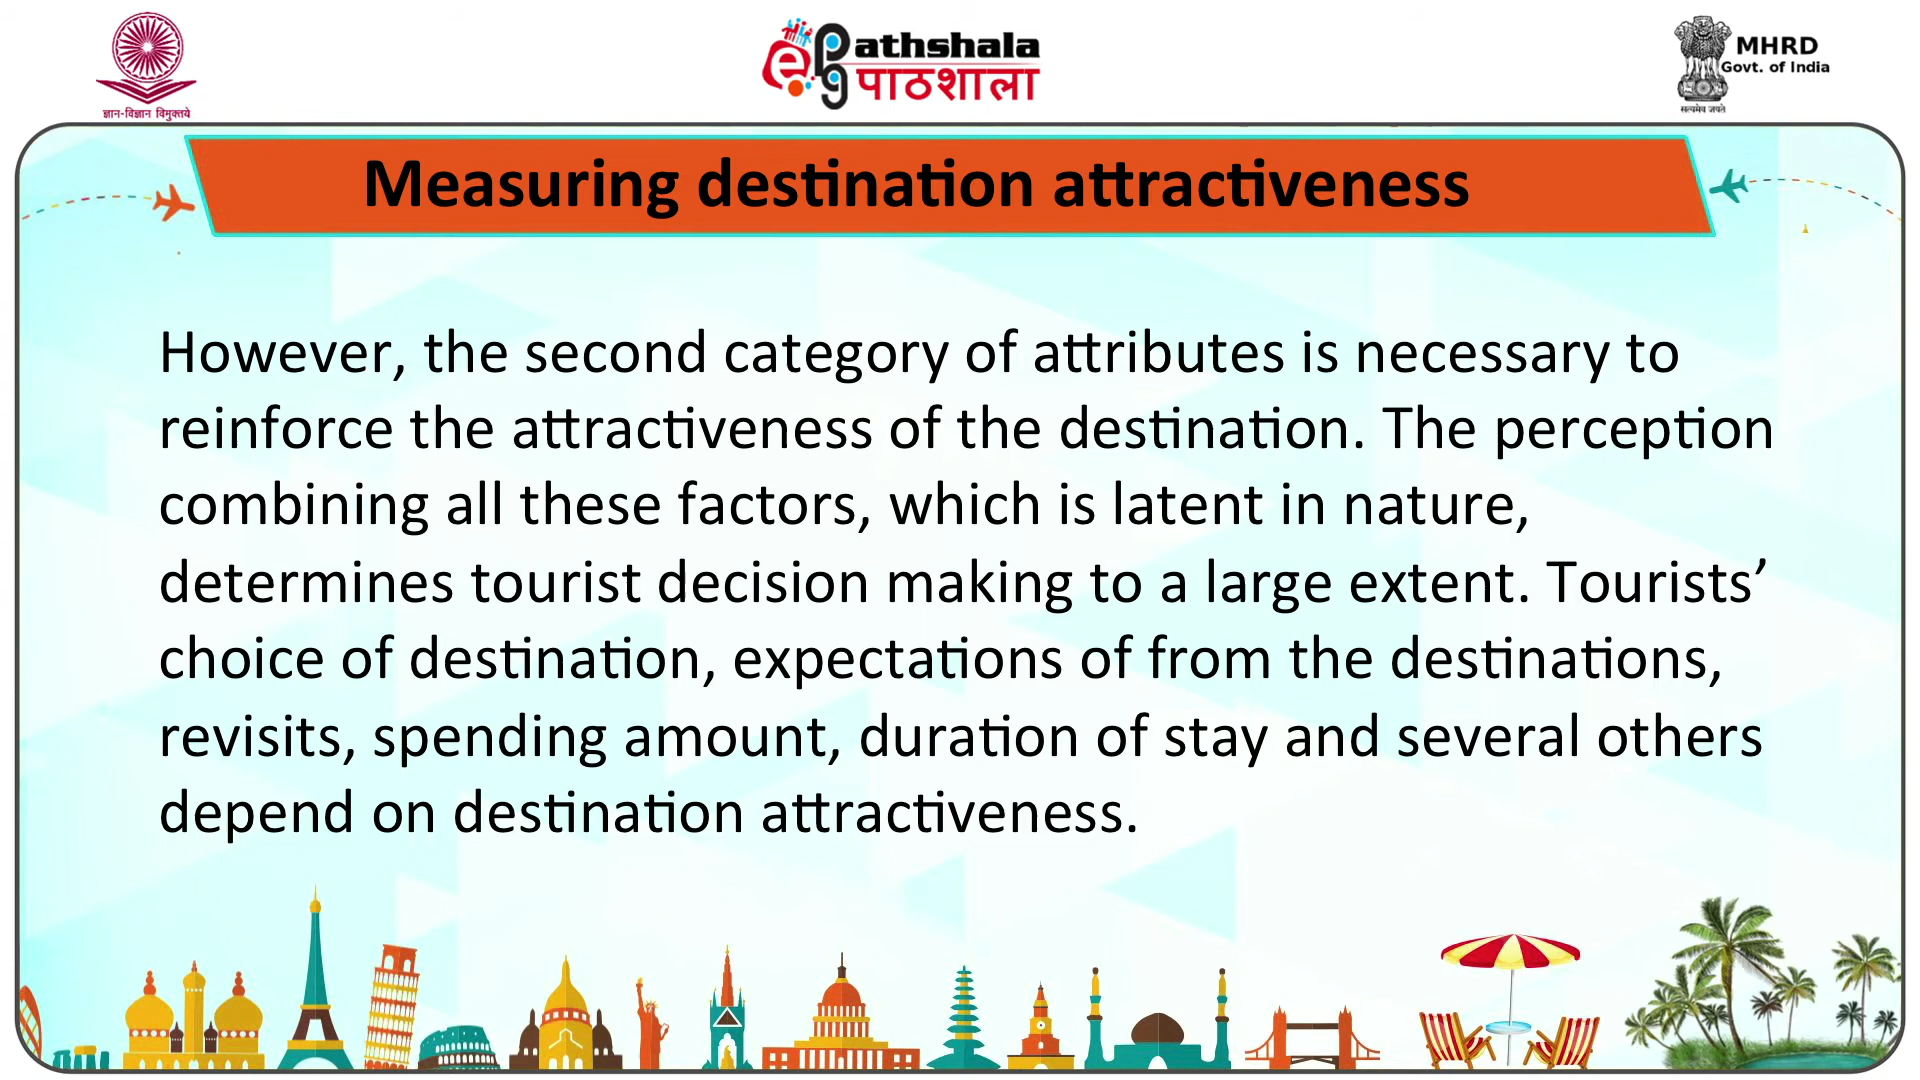 ज्ञान-विज्ञान विमुक्तये
ePG Pathshala
पाठशाला
MHRD
Govt. of India
सत्यमेव जयते
Measuring destination attractiveness
However, the second category of attributes is necessary to
reinforce the attractiveness of the destination. The perception
combining all these factors, which is latent in nature,
determines tourist decision making to a large extent. Tourists’
choice of destination, expectations of from the destinations,
revisits, spending amount, duration of stay and several others
depend on destination attractiveness.